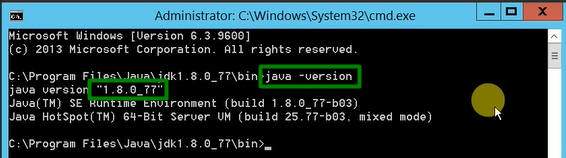 Administrator: C:\Windows\System32\cmd.exe
Microsoft Windows [Version 6.3.9600]
(c) 2013 Microsoft Corporation. All rights reserved.
C:\Program Files\Java\jdk1.8.0_77\bin>java -version
java version "1.8.0_77"
Java(TM) SE Runtime Environment (build 1.8.0_77-b03)
Java HotSpot(TM) 64-Bit Server VM (build 25.77-b03, mixed mode)
C:\Program Files\Java\jdk1.8.0_77\bin>_